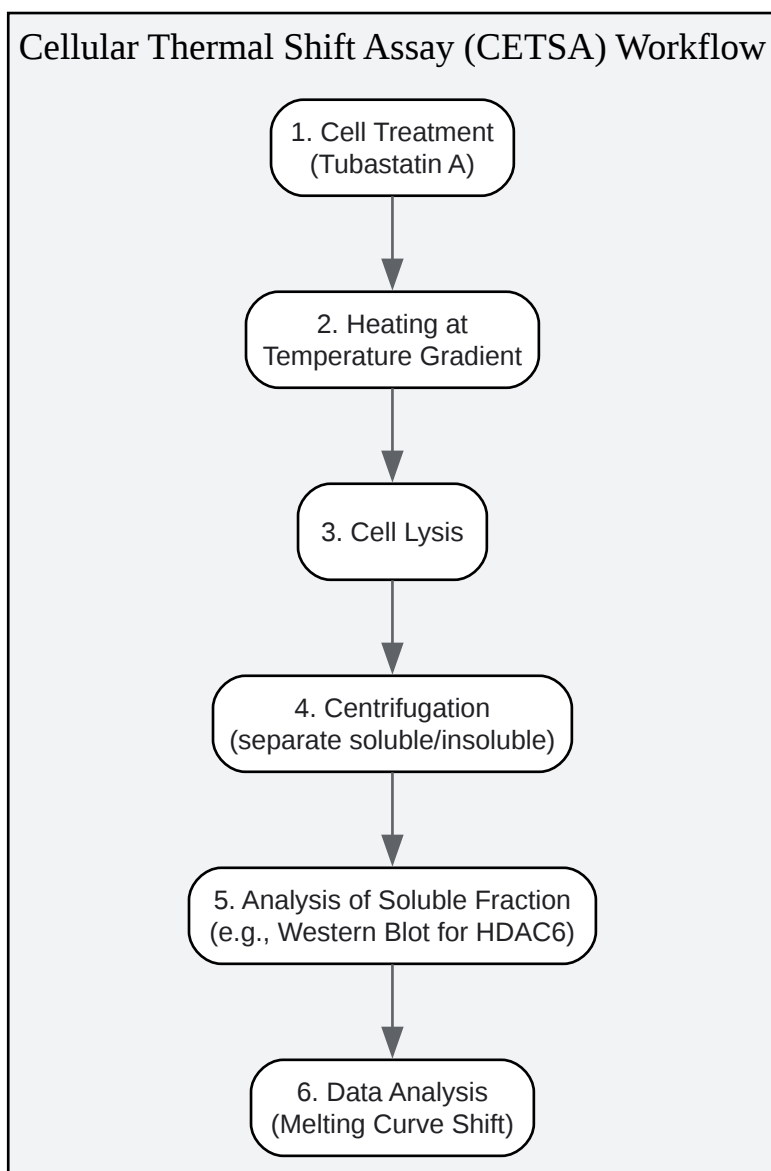 Cellular Thermal Shift Assay (CETSA) Workflow
1. Cell Treatment
(Tubastatin A)
2. Heating at
Temperature Gradient
3. Cell Lysis
4. Centrifugation
(separate soluble/insoluble)
5. Analysis of Soluble Fraction
(e.g., Western Blot for HDAC6)
6. Data Analysis
(Melting Curve Shift)